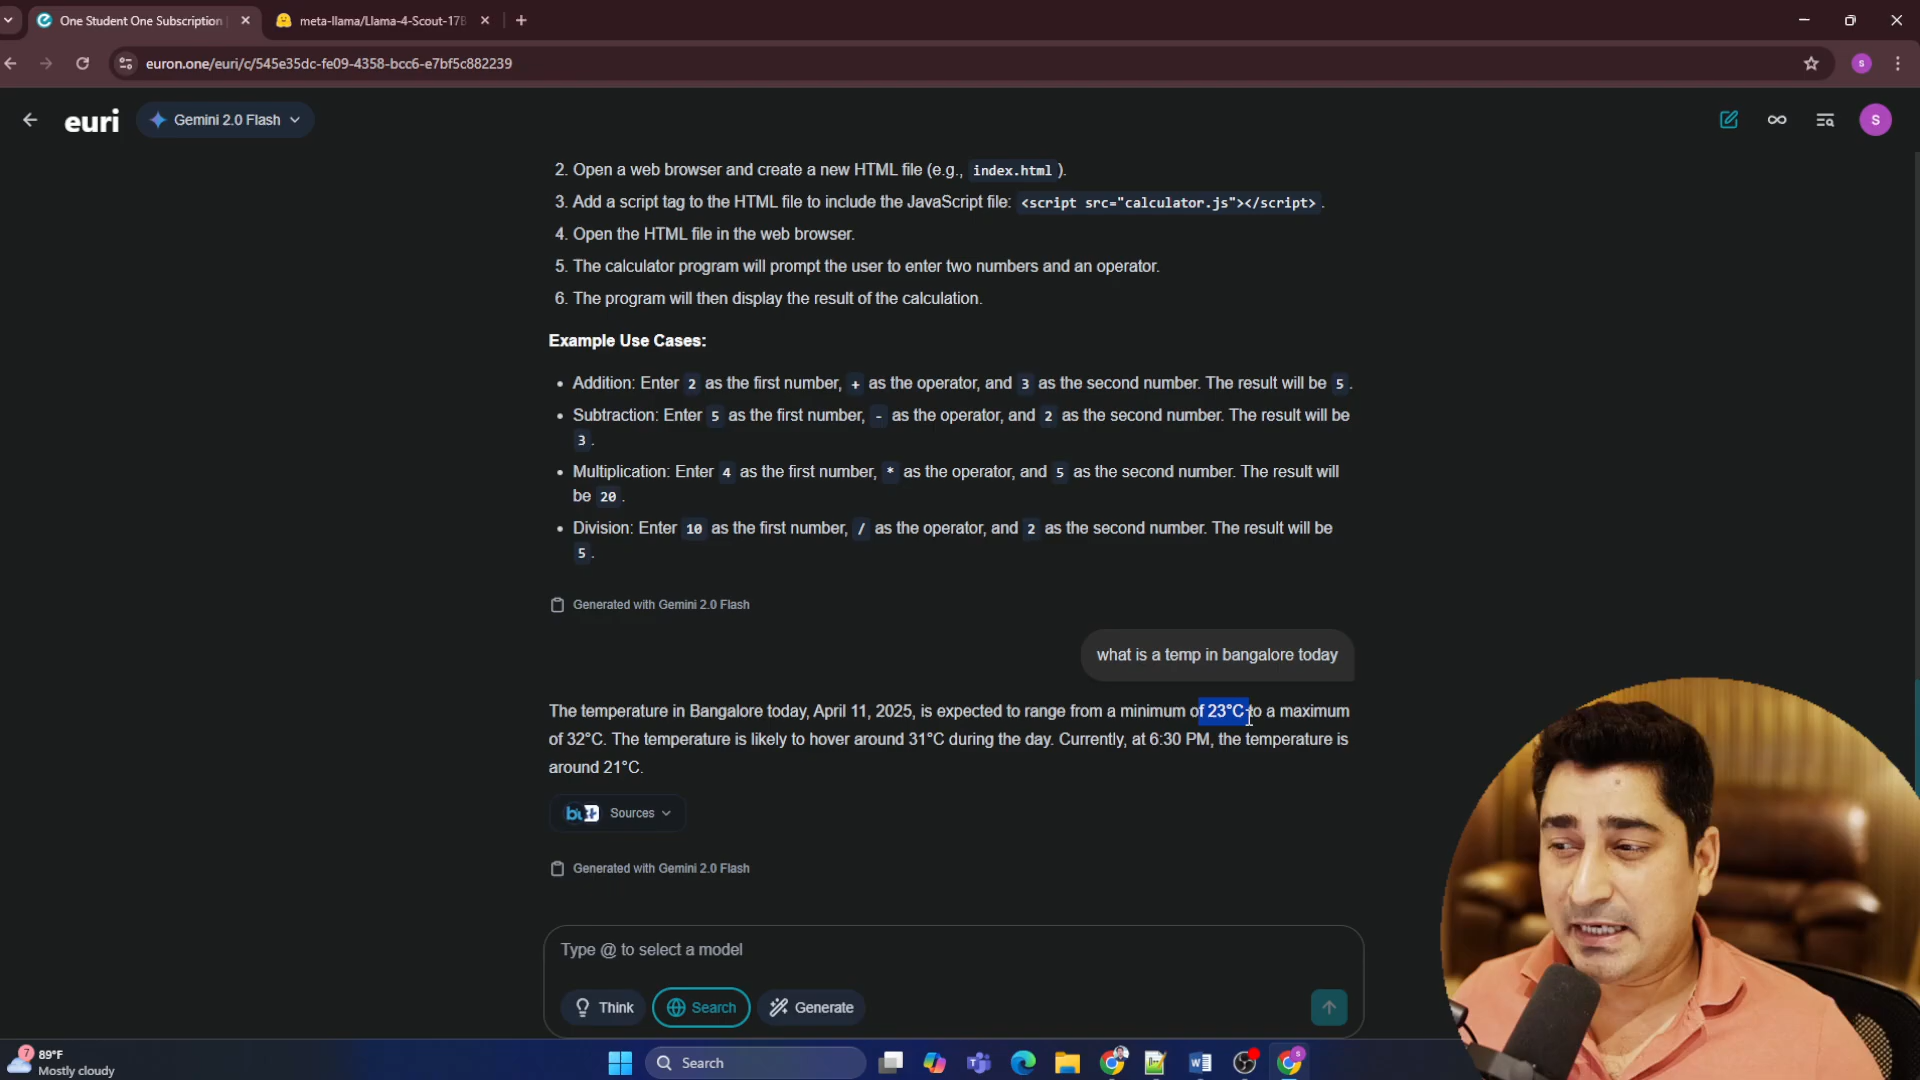 One Student One Subscription
meta-llama/Llama-4-Scout-17B
euron.one/euri/c/545e35dc-fe09-4358-bcc6-e7bf5c882239
S
euri
Gemini 2.0 Flash
S
2. Open a web browser and create a new HTML file (e.g., index.html ).
3. Add a script tag to the HTML file to include the JavaScript file: <script src="calculator.js"></script> .
4. Open the HTML file in the web browser.
5. The calculator program will prompt the user to enter two numbers and an operator.
6. The program will then display the result of the calculation.
Example Use Cases:
• Addition: Enter 2 as the first number, + as the operator, and 3 as the second number. The result will be 5 .
• Subtraction: Enter 5 as the first number, - as the operator, and 2 as the second number. The result will be
3 .
• Multiplication: Enter 4 as the first number, * as the operator, and 5 as the second number. The result will
be 20 .
• Division: Enter 10 as the first number, / as the operator, and 2 as the second number. The result will be
5 .
Generated with Gemini 2.0 Flash
what is a temp in bangalore today
The temperature in Bangalore today, April 11, 2025, is expected to range from a minimum of 23°C to a maximum
of 32°C. The temperature is likely to hover around 31°C during the day. Currently, at 6:30 PM, the temperature is
around 21°C.
Sources
Generated with Gemini 2.0 Flash
Type @ to select a model
Think
Search
Generate
7
89°F
Mostly cloudy
Search